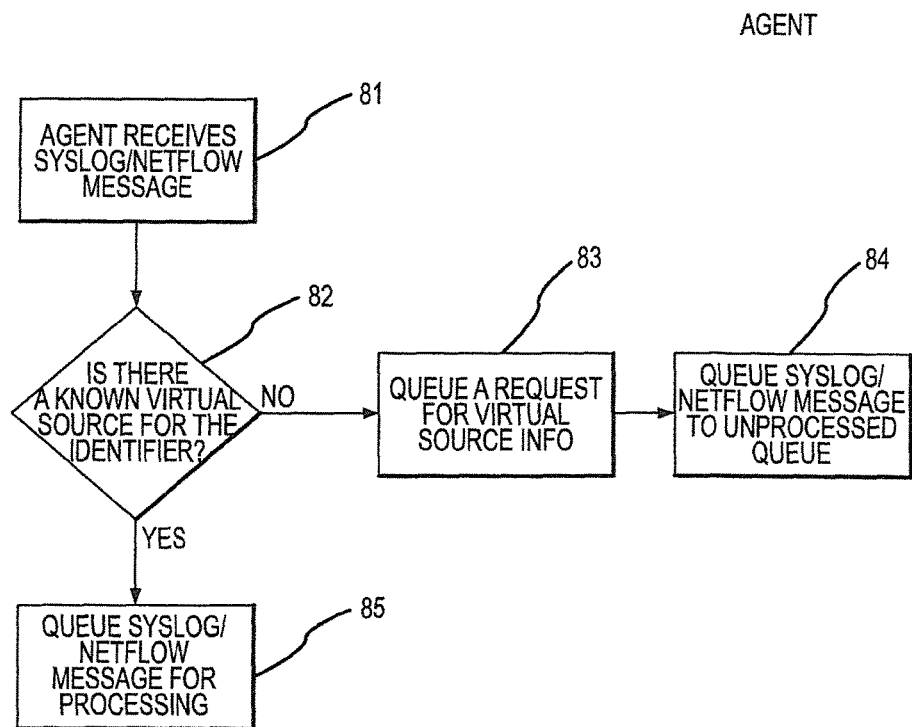 AGENT
81
AGENT RECEIVES
SYSLOG/NETFLOW
MESSAGE
82
IS THERE
A KNOWN VIRTUAL
SOURCE FOR THE
IDENTIFIER?
NO
83
QUEUE A REQUEST
FOR VIRTUAL
SOURCE INFO
84
QUEUE SYSLOG/
NETFLOW MESSAGE
TO UNPROCESSED
QUEUE
YES
85
QUEUE SYSLOG/
NETFLOW
MESSAGE FOR
PROCESSING